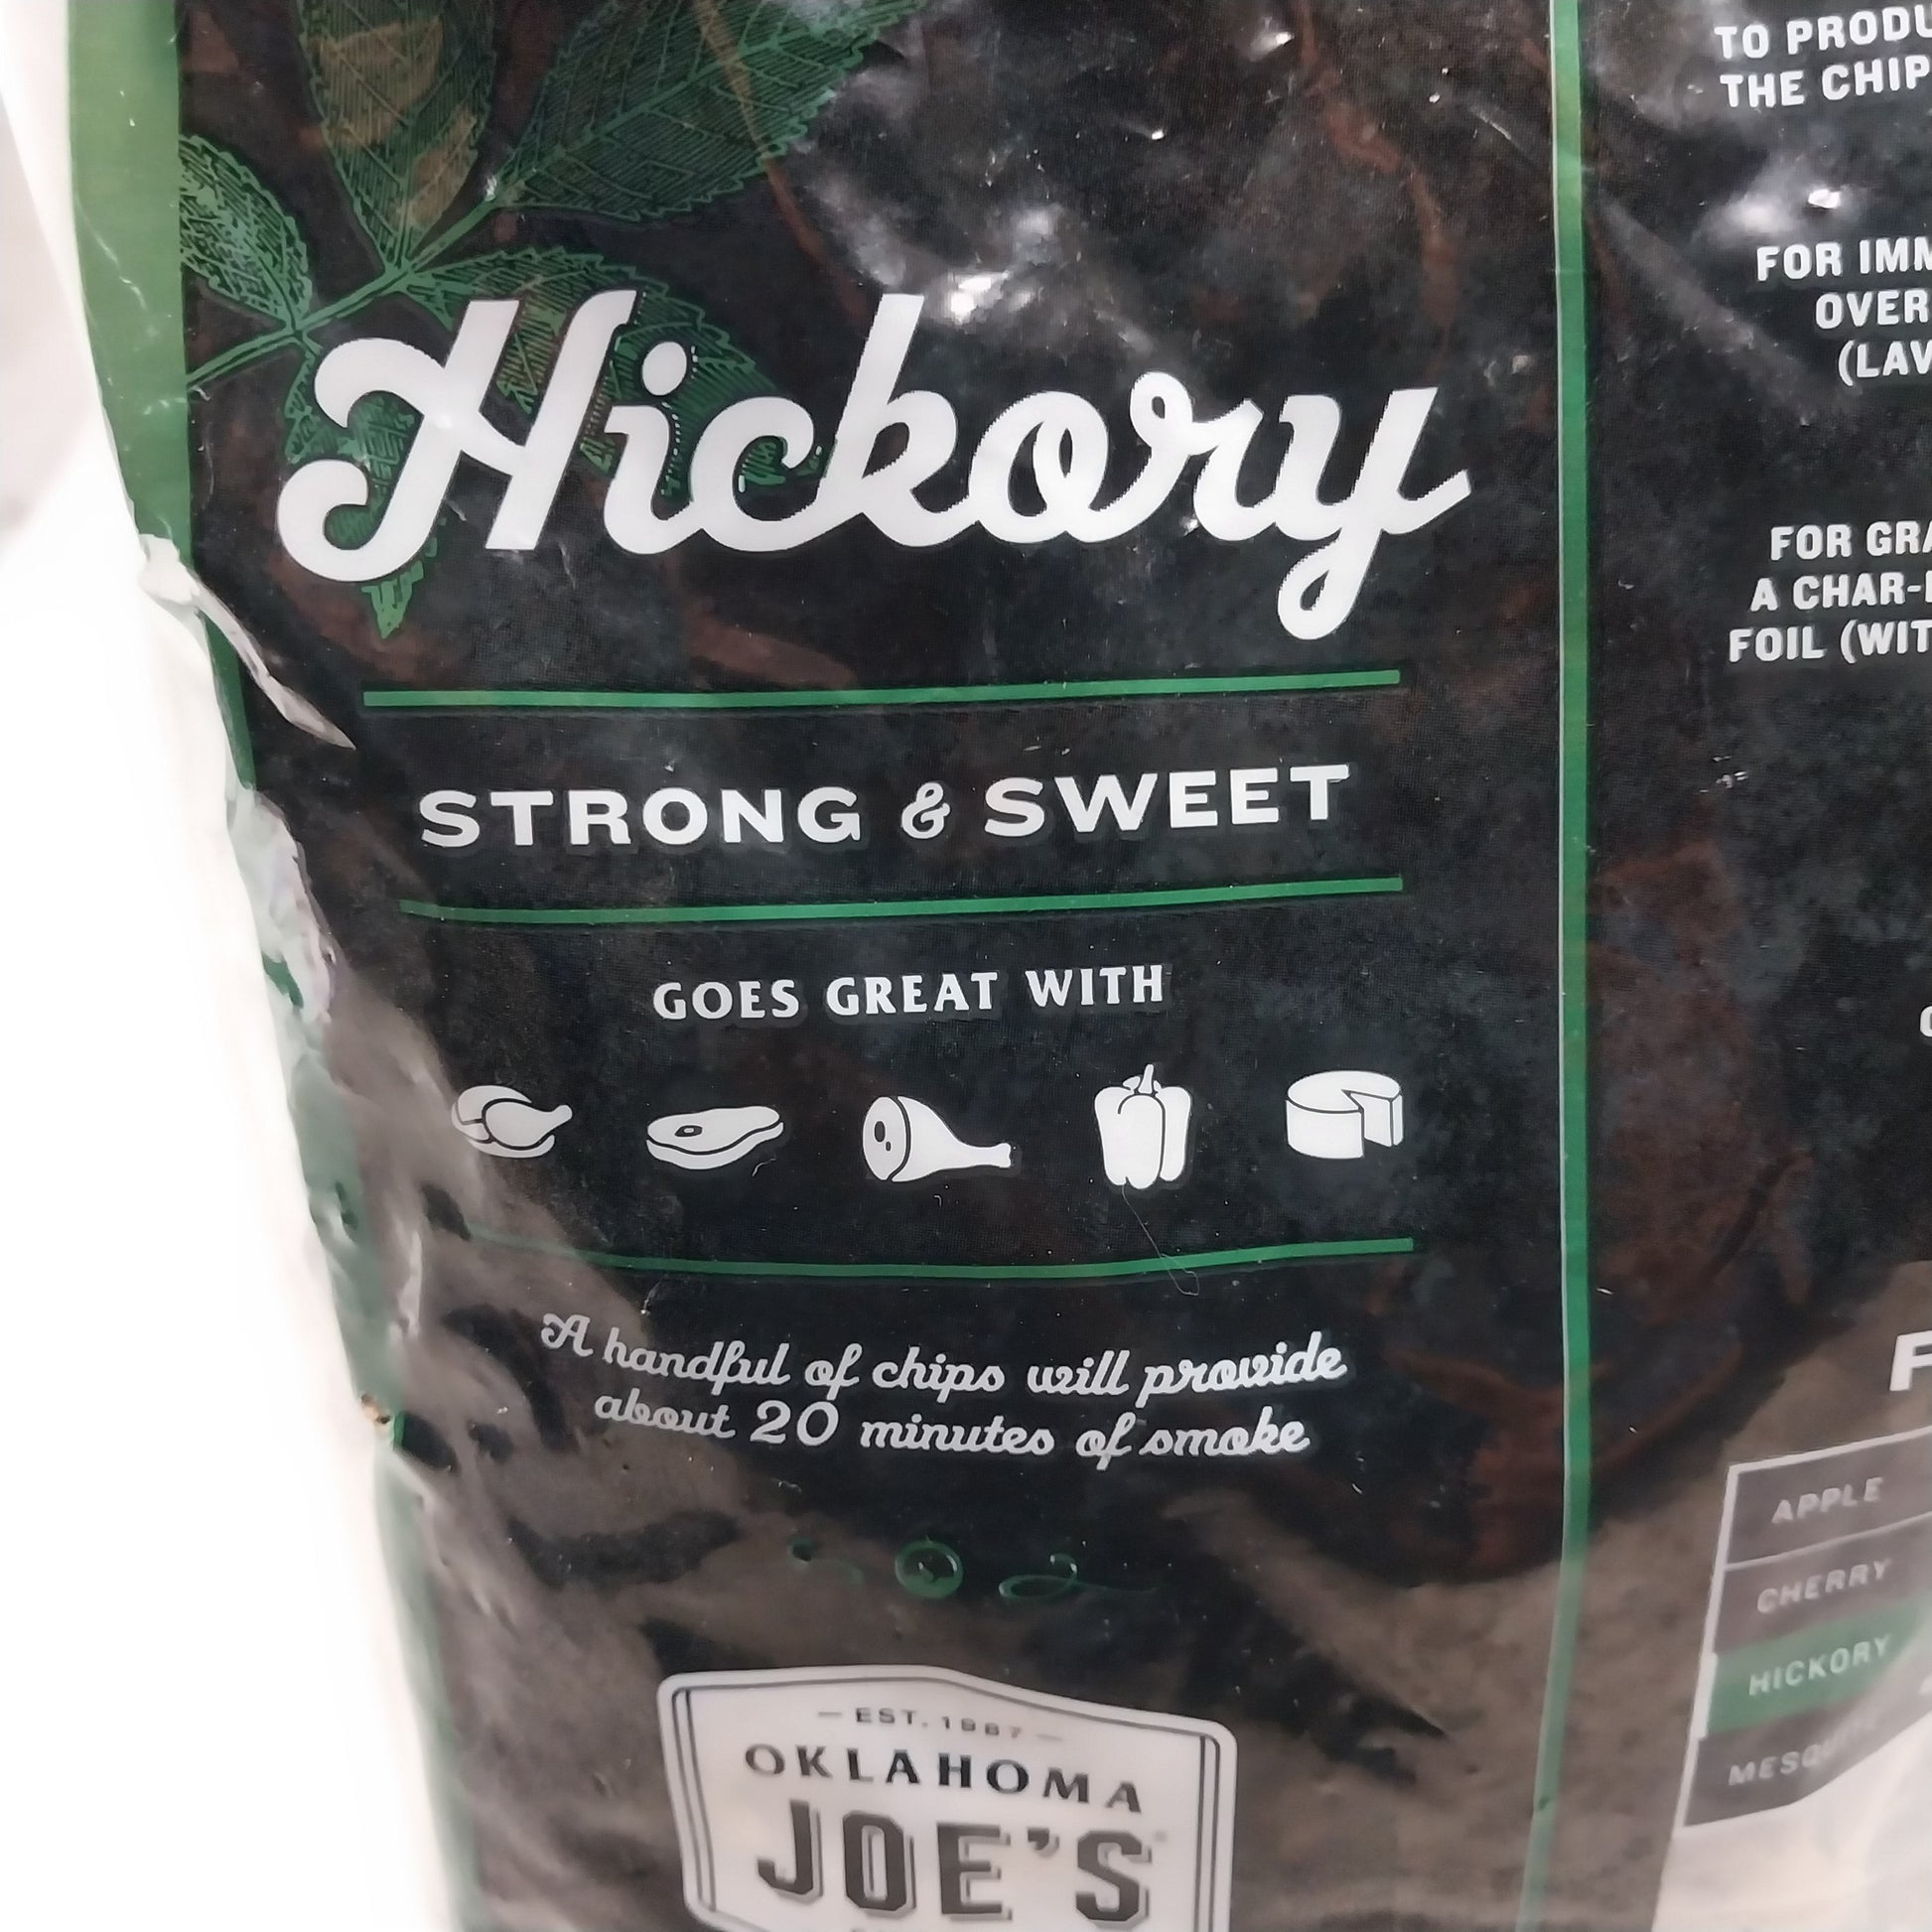 Hickory
STRONG & SWEET
GOES GREAT WITH
A handful of chips will provide
about 20 minutes of smoke
EST. 1987
OKLAHOMA
JOE'S
TO PRODU
THE CHIP
FOR IMM
OVER
(LAV
FOR GRA
A CHAR-
FOIL (WIT
F
APPLE
CHERRY
HICKORY
MESQUITE